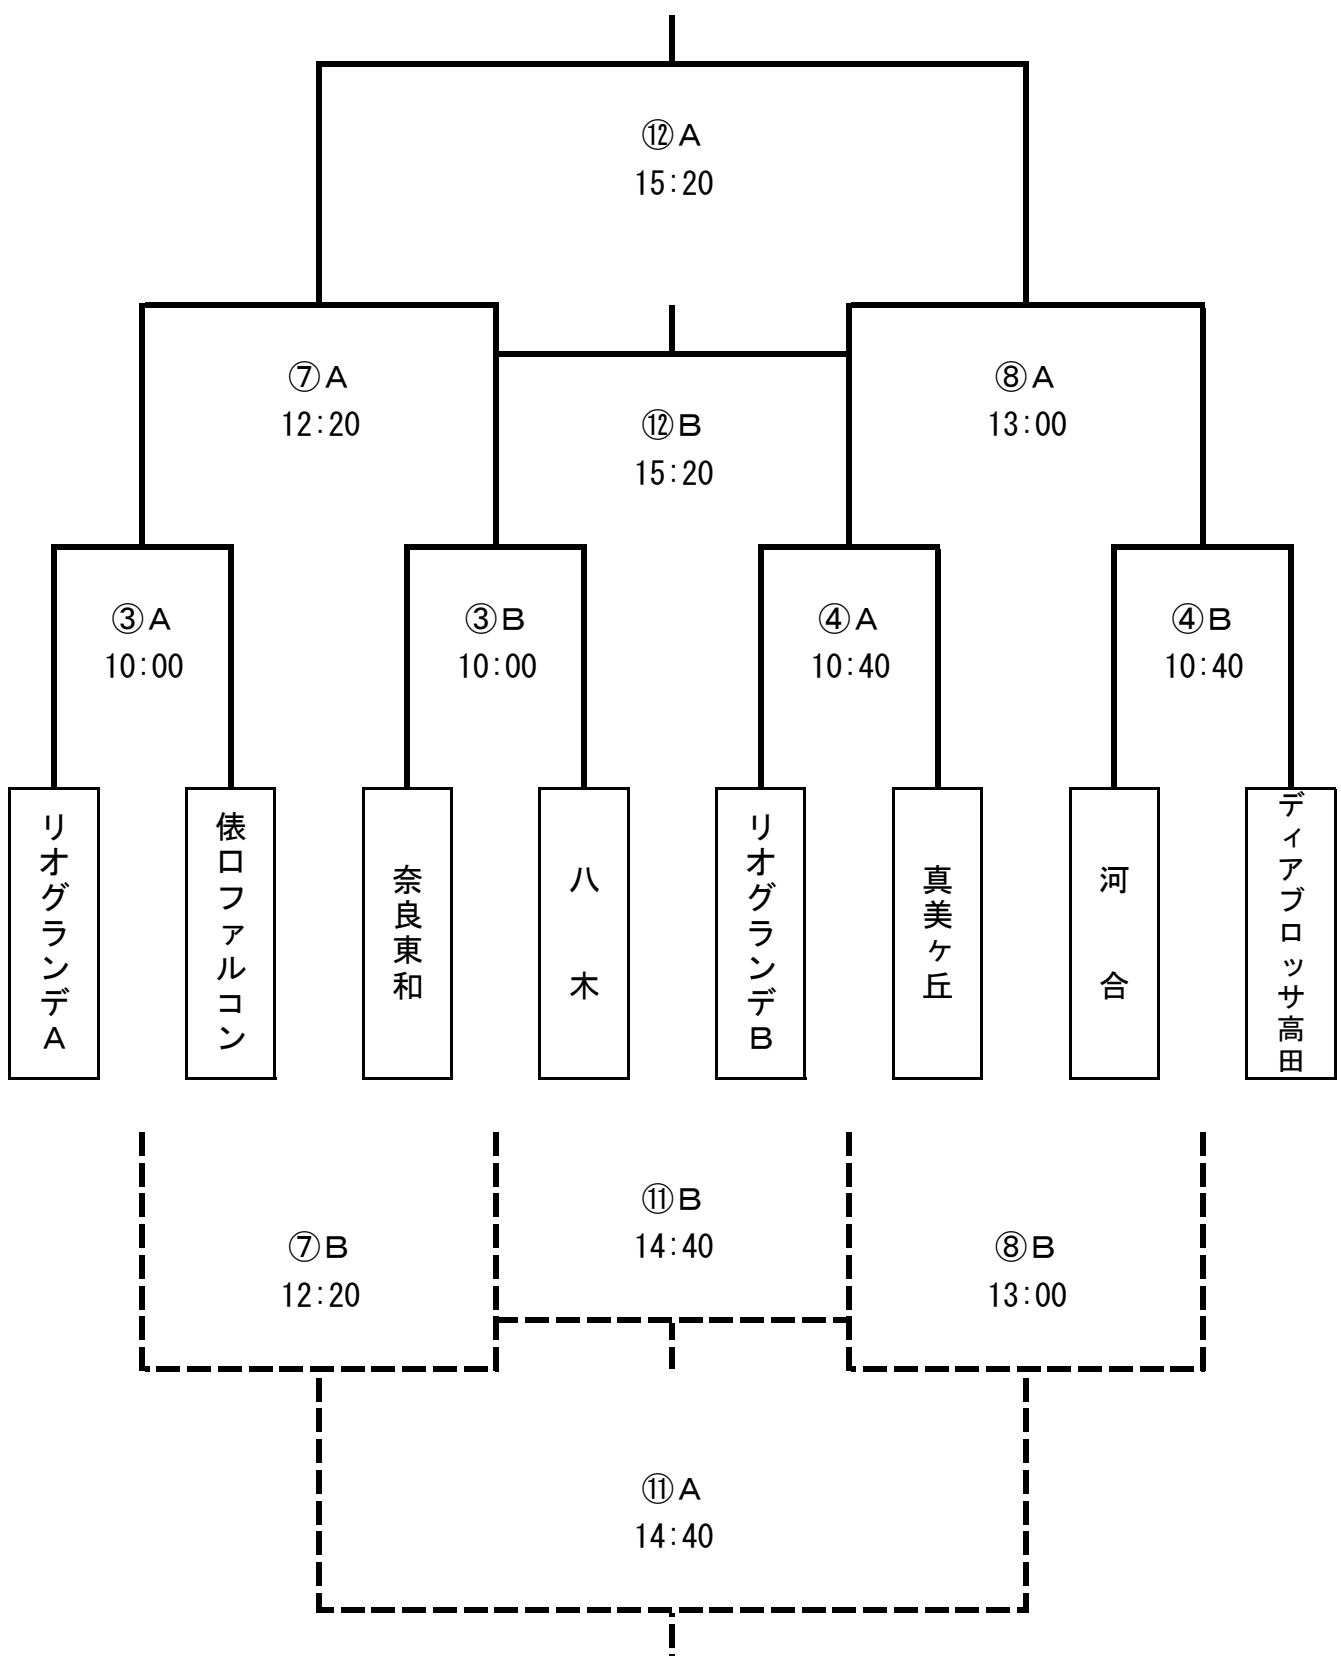 ⑫A
15:20
⑦A
12:20
⑫B
15:20
⑧A
13:00
③A
10:00
③B
10:00
④A
10:40
④B
10:40
リオグランデA
俵口ファルコン
奈良東和
八木
リオグランデB
真美ヶ丘
河合
ディアブロッサ高田
⑦B
12:20
⑪B
14:40
⑧B
13:00
⑪A
14:40